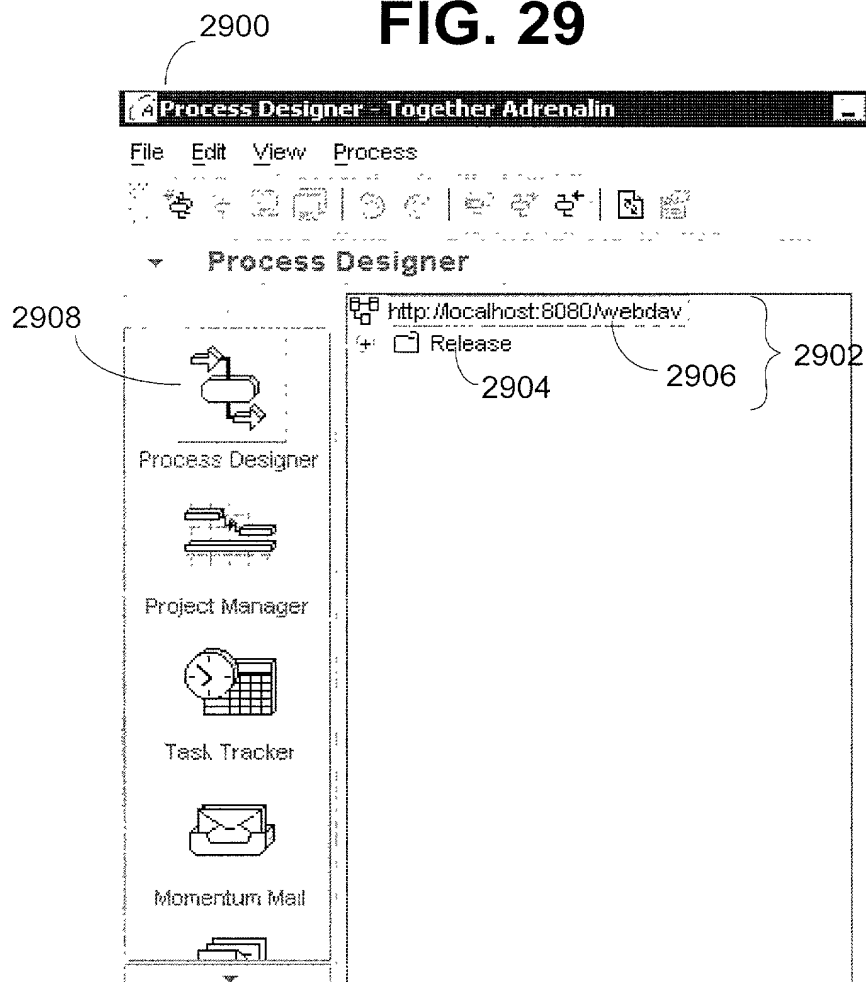 FIG. 29
2900
Process Designer - Together Adrenalin
File Edit View Process
Process Designer
2908
http://localhost:8080/webdav
Release
2904
2906
2902
Process Designer
Project Manager
Task Tracker
Momentum Mail